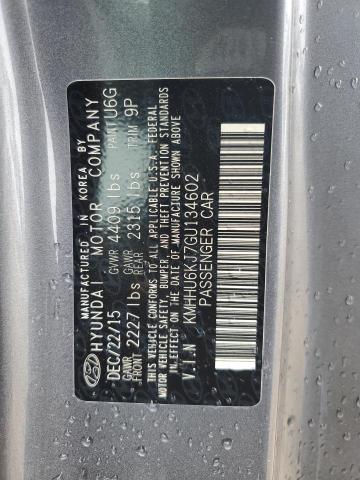 MANUFACTURED IN KOREA BY
HYUNDAI MOTOR COMPANY
DEC/22/15 GVWR 4409 lbs PAINT U6G
GAWR FRONT 2227 lbs GAWR REAR 2315 lbs TRIM 9P
THIS VEHICLE CONFORMS TO ALL APPLICABLE U.S.A. FEDERAL
MOTOR VEHICLE SAFETY, BUMPER, AND THEFT PREVENTION
STANDARDS IN EFFECT ON THE DATE OF MANUFACTURE
SHOWN ABOVE.
V.I.N KMHHU6KJ7GU134602
PASSENGER CAR